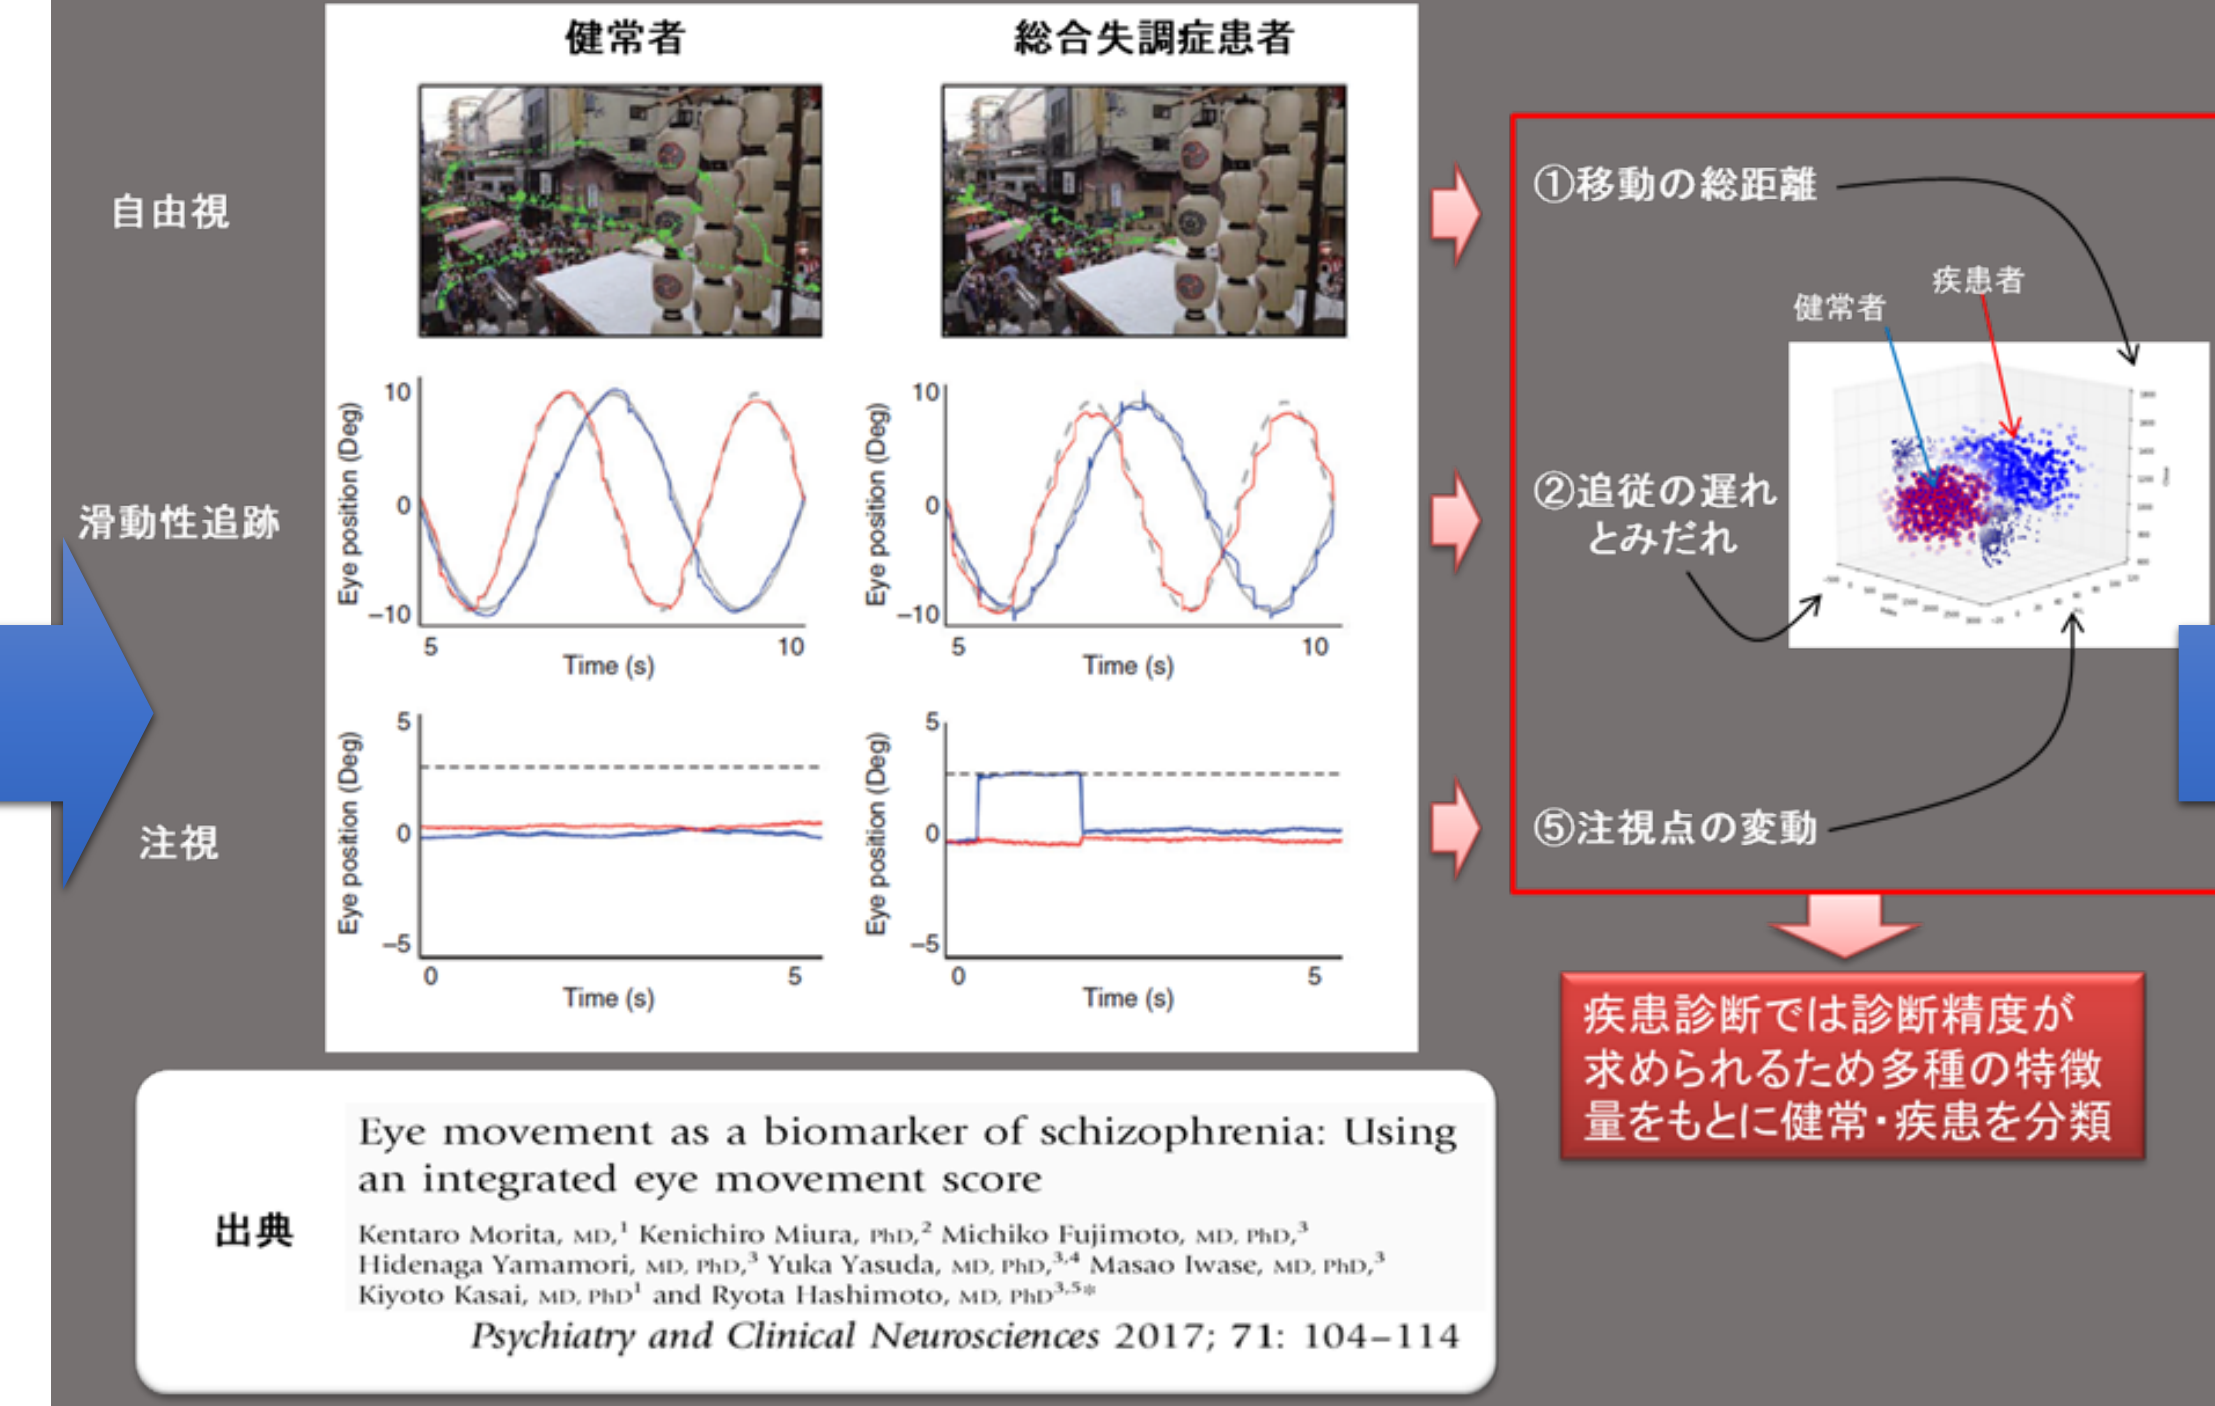 健常者
総合失調症患者
自由視
滑動性追跡
注視
10
0
−10
Eye position (Deg)
5
10
Time (s)
10
0
−10
Eye position (Deg)
5
10
Time (s)
5
0
−5
Eye position (Deg)
0
5
Time (s)
5
0
−5
Eye position (Deg)
0
5
Time (s)
①移動の総距離
疾患者
健常者
②追従の遅れ
とみだれ
⑤注視点の変動
疾患診断では診断精度が
求められるため多種の特徴
量をもとに健常・疾患を分類
出典
Eye movement as a biomarker of schizophrenia: Using
an integrated eye movement score
Kentaro Morita, MD,¹ Kenichiro Miura, PhD,² Michiko Fujimoto, MD, PhD,³
Hidenaga Yamamori, MD, PhD,³ Yuka Yasuda, MD, PhD,³,⁴ Masao Iwase, MD, PhD,³
Kiyoto Kasai, MD, PhD¹ and Ryota Hashimoto, MD, PhD³,⁵*
Psychiatry and Clinical Neurosciences 2017; 71: 104–114